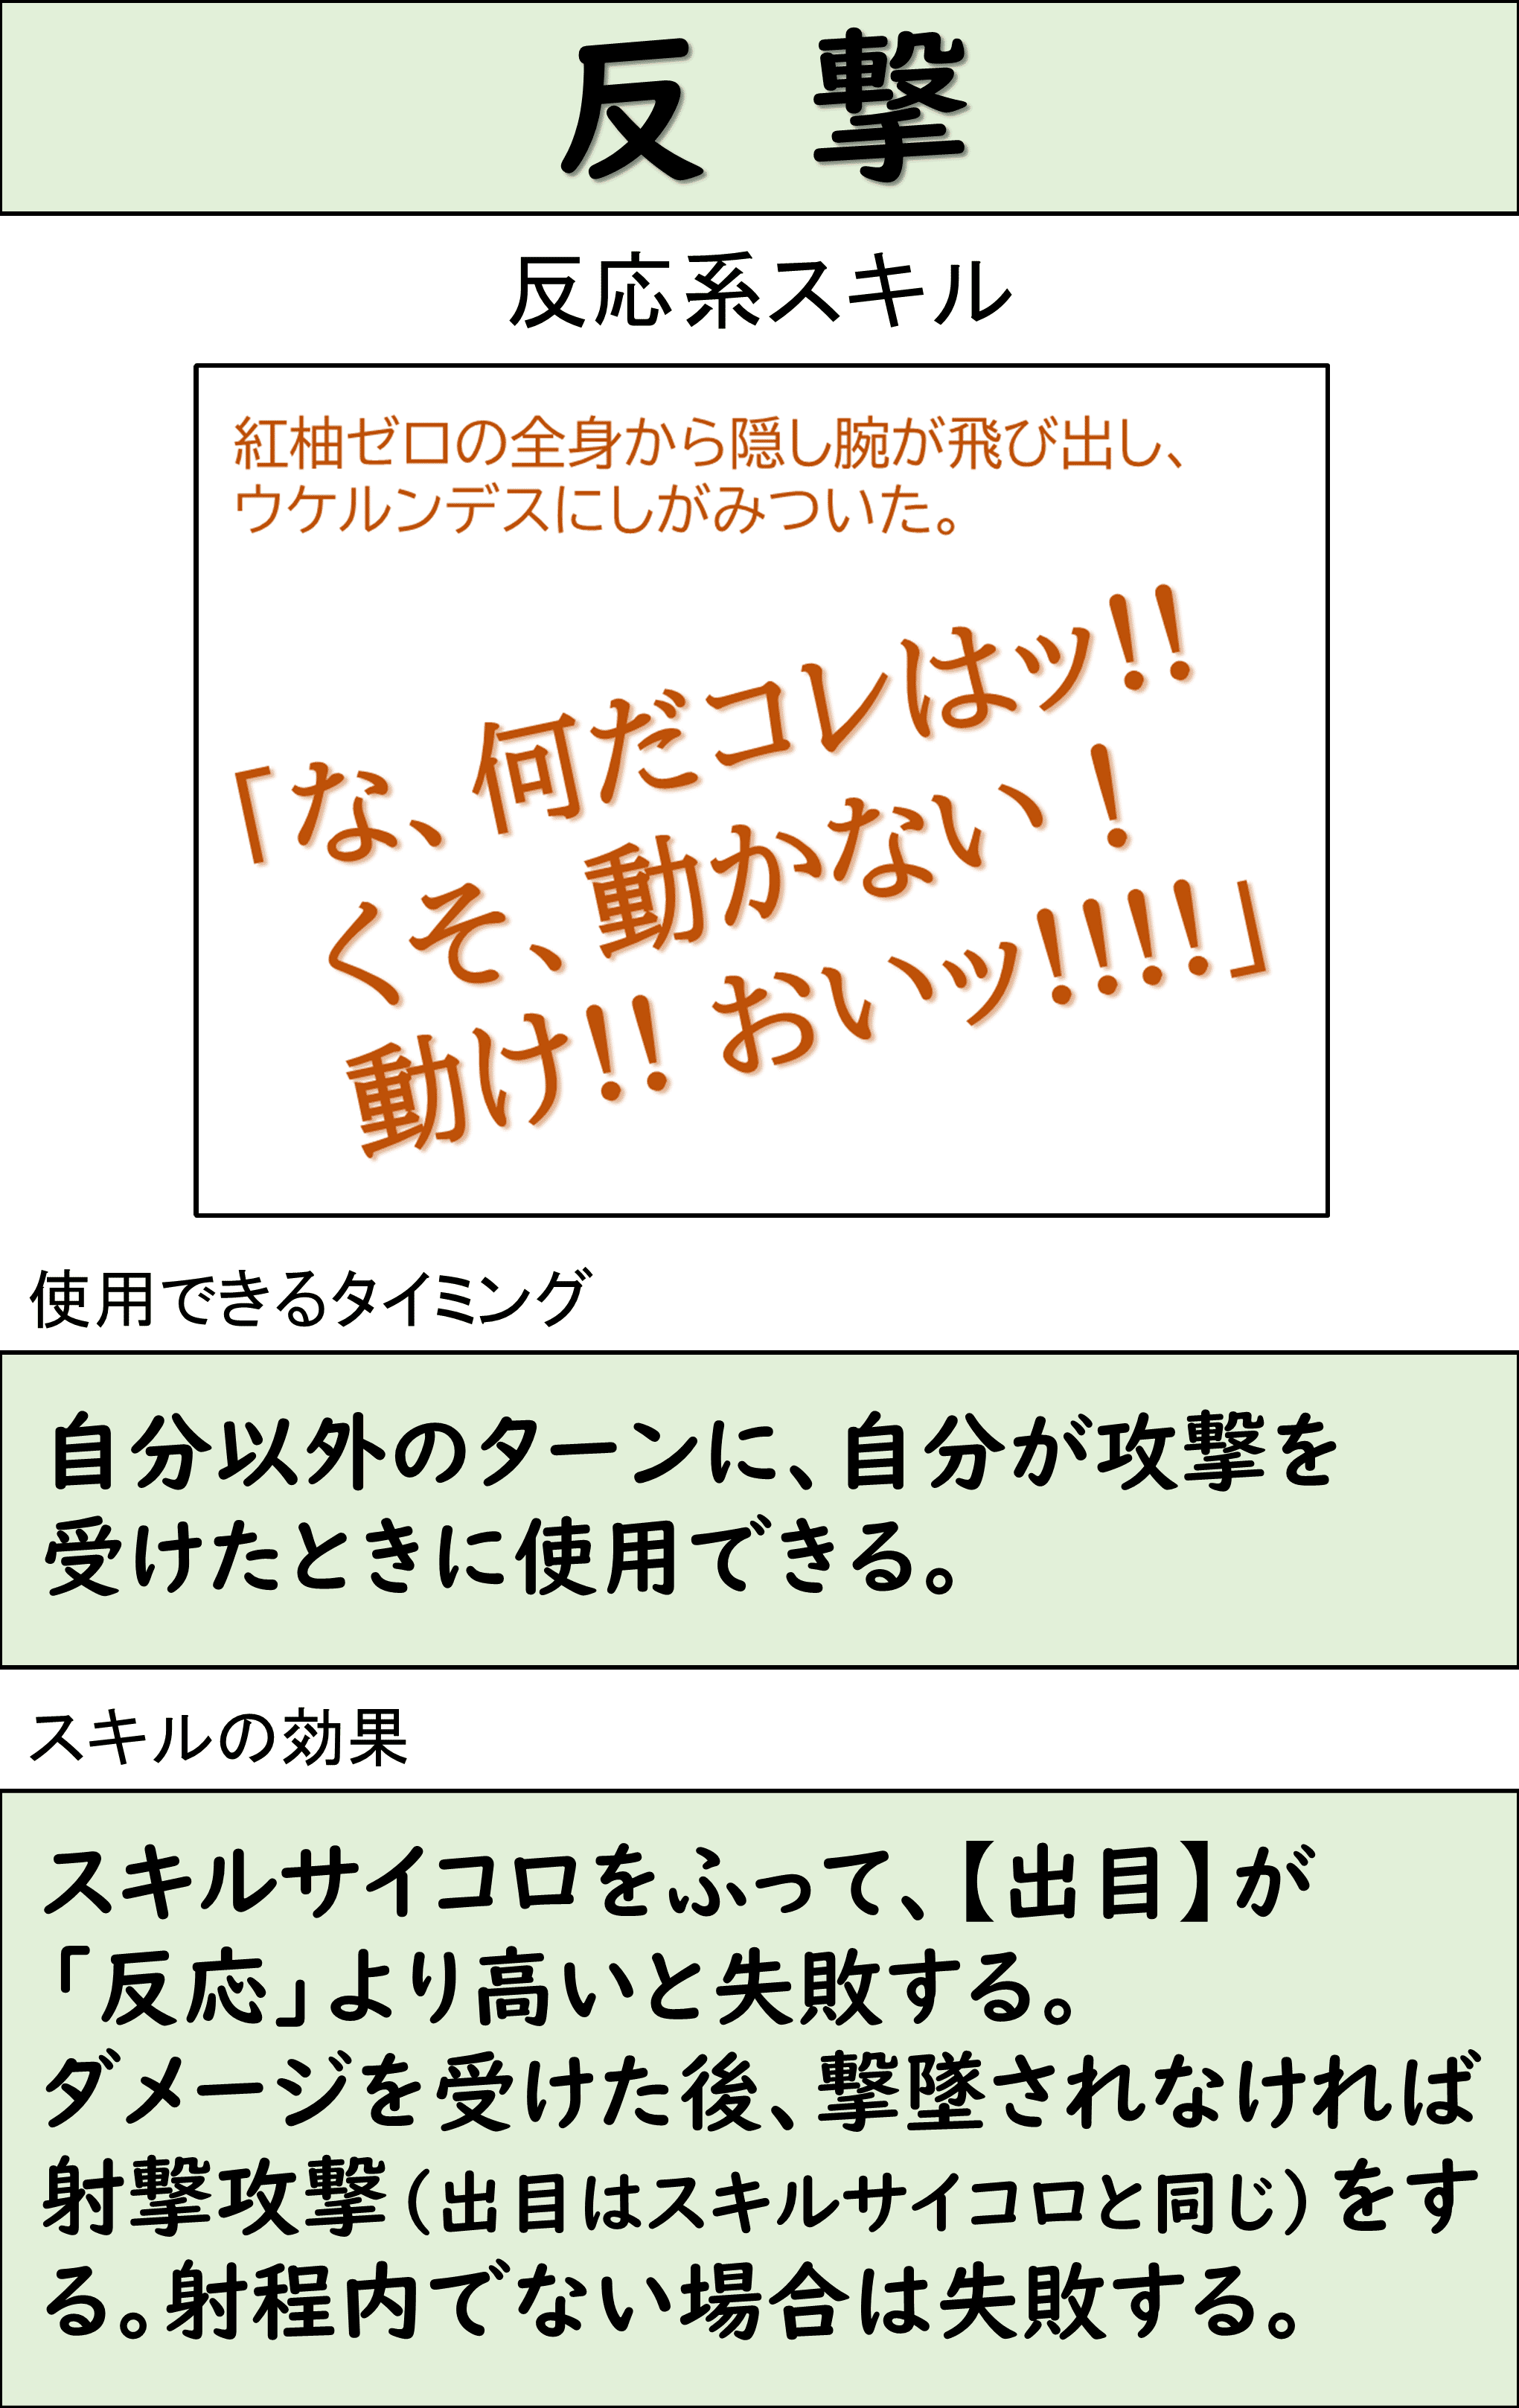 反撃
反応系スキル
紅柚ゼロの全身から隠し腕が飛び出し、
ウケルンデスにしがみついた。
「な、何だコレはッ!!
くそ、動かない!
動け!! おいッ!!!!」
使用できるタイミング
自分以外のターンに、自分が攻撃を
受けたときに使用できる。
スキルの効果
スキルサイコロをふって、【出目】が
「反応」より高いと失敗する。
ダメージを受けた後、撃墜されなければ
射撃攻撃(出目はスキルサイコロと同じ)をす
る。射程内でない場合は失敗する。